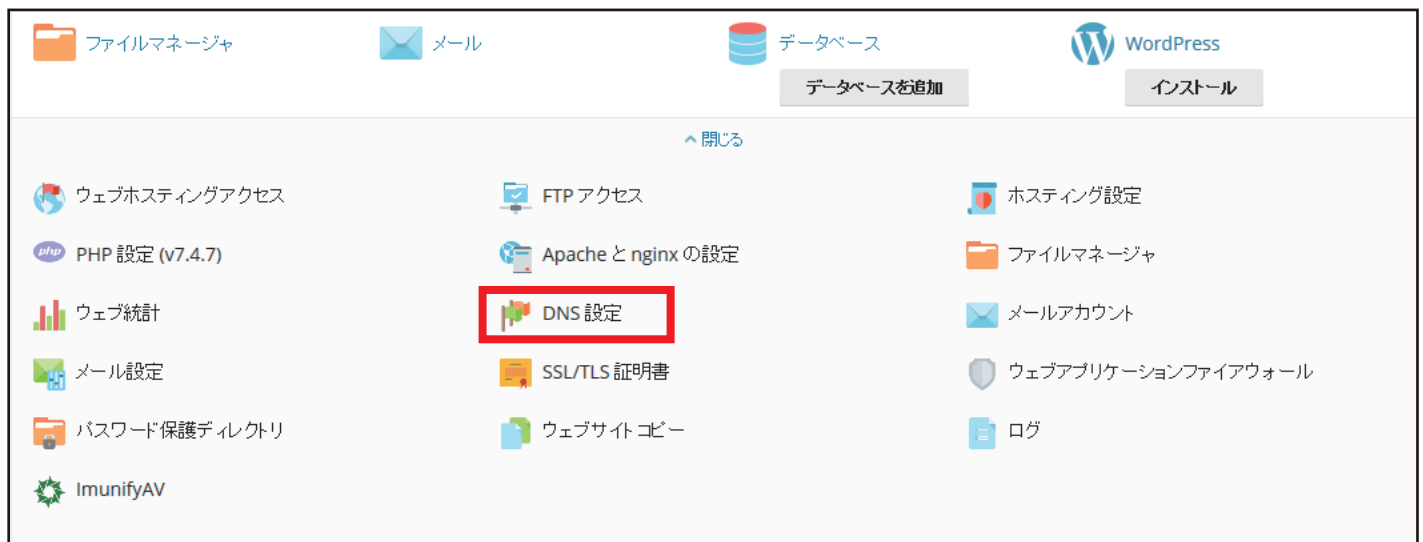 ファイルマネージャ メール データベース WordPress
データベースを追加 インストール
閉じる
ウェブホスティングアクセス FTP アクセス ホスティング設定
php PHP 設定 (v7.4.7) Apache と nginx の設定 ファイルマネージャ
ウェブ統計 DNS 設定 メールアカウント
メール設定 SSL/TLS 証明書 ウェブアプリケーションファイアウォール
パスワード保護ディレクトリ ウェブサイトコピー ログ
ImunifyAV